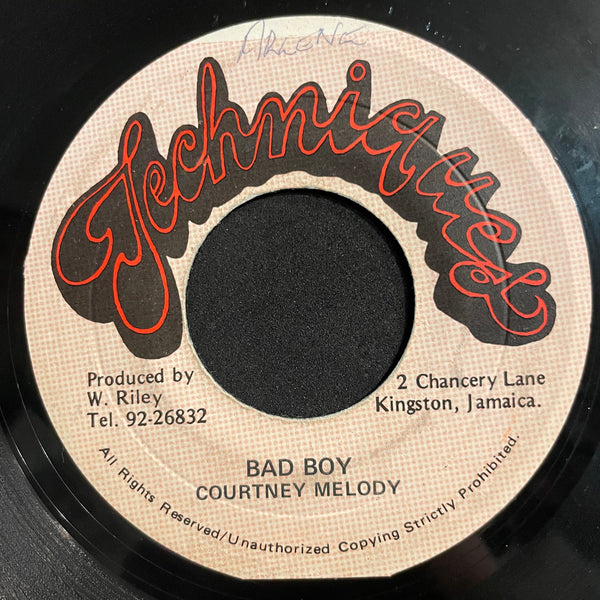 ARLENE
Techniques
Produced by
W. Riley
Tel. 92-26832
2 Chancery Lane
Kingston, Jamaica.
BAD BOY
COURTNEY MELODY
All Rights Reserved/Unauthorized Copying Strictly Prohibited.